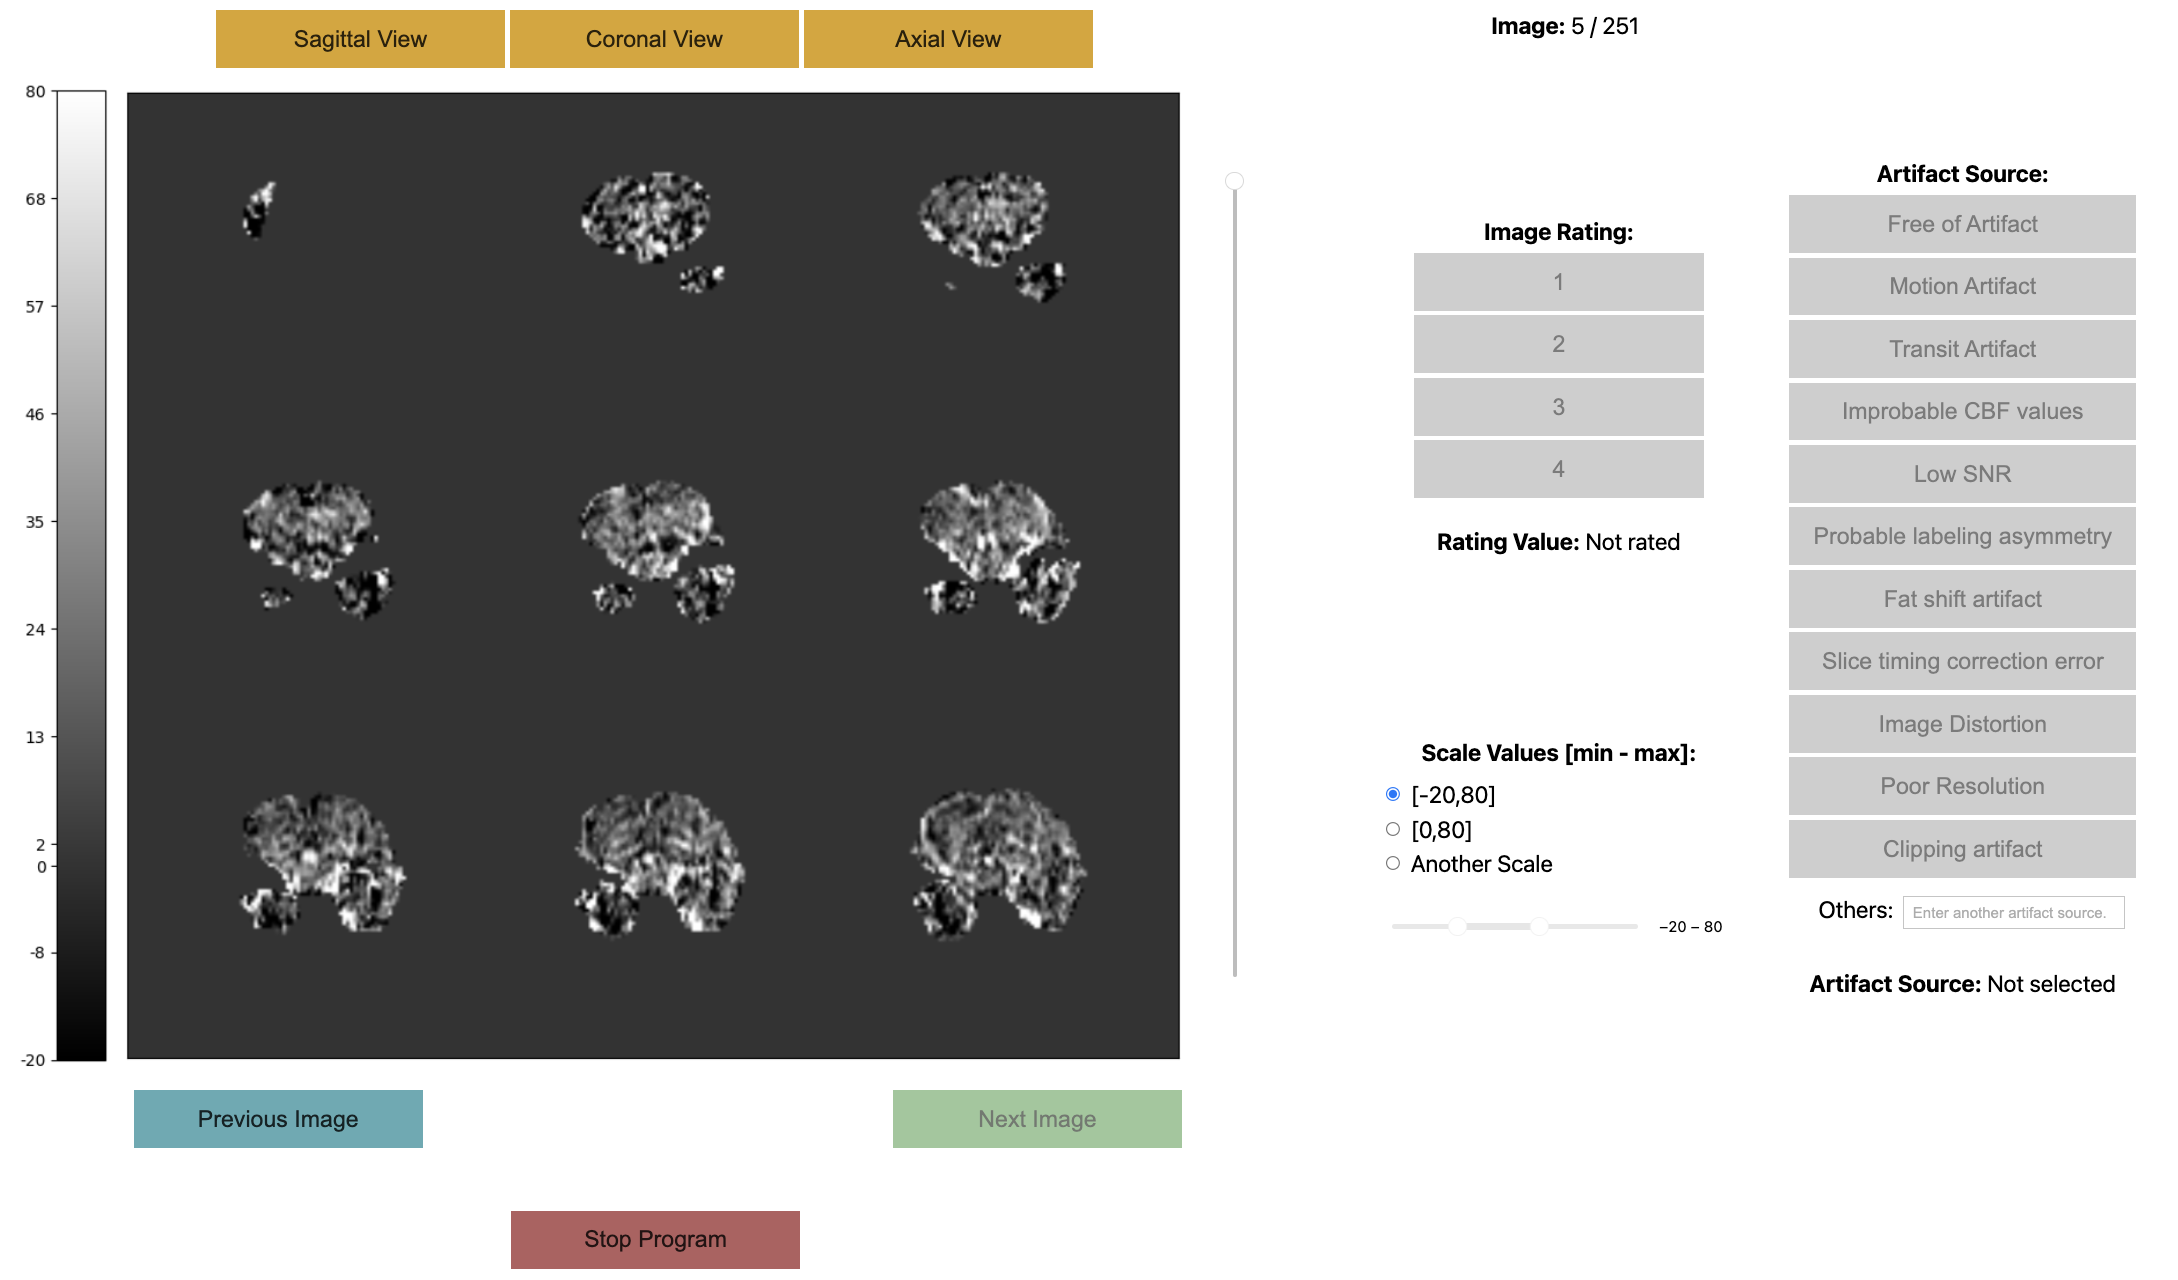 Sagittal View
Coronal View
Axial View
Image: 5 / 251
80
68
57
46
35
24
13
2
0
-8
-20
Image Rating:
1
2
3
4
Rating Value: Not rated
Scale Values [min - max]:
[-20,80]
[0,80]
Another Scale
−20 – 80
Artifact Source:
Free of Artifact
Motion Artifact
Transit Artifact
Improbable CBF values
Low SNR
Probable labeling asymmetry
Fat shift artifact
Slice timing correction error
Image Distortion
Poor Resolution
Clipping artifact
Others: Enter another artifact source.
Artifact Source: Not selected
Previous Image
Next Image
Stop Program